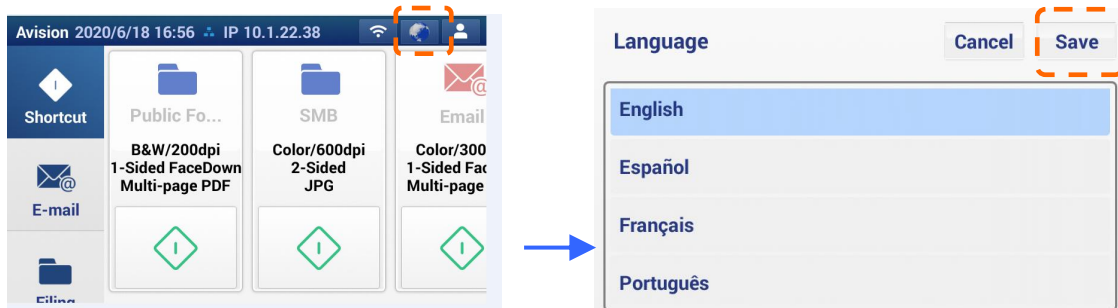 Avision 2020/6/18 16:56 IP 10.1.22.38
Shortcut
E-mail
Filing
Public Fo...
B&W/200dpi
1-Sided FaceDown
Multi-page PDF
SMB
Color/600dpi
2-Sided
JPG
Email
Color/300
1-Sided Fac
Multi-page
Language
Cancel
Save
English
Español
Français
Português